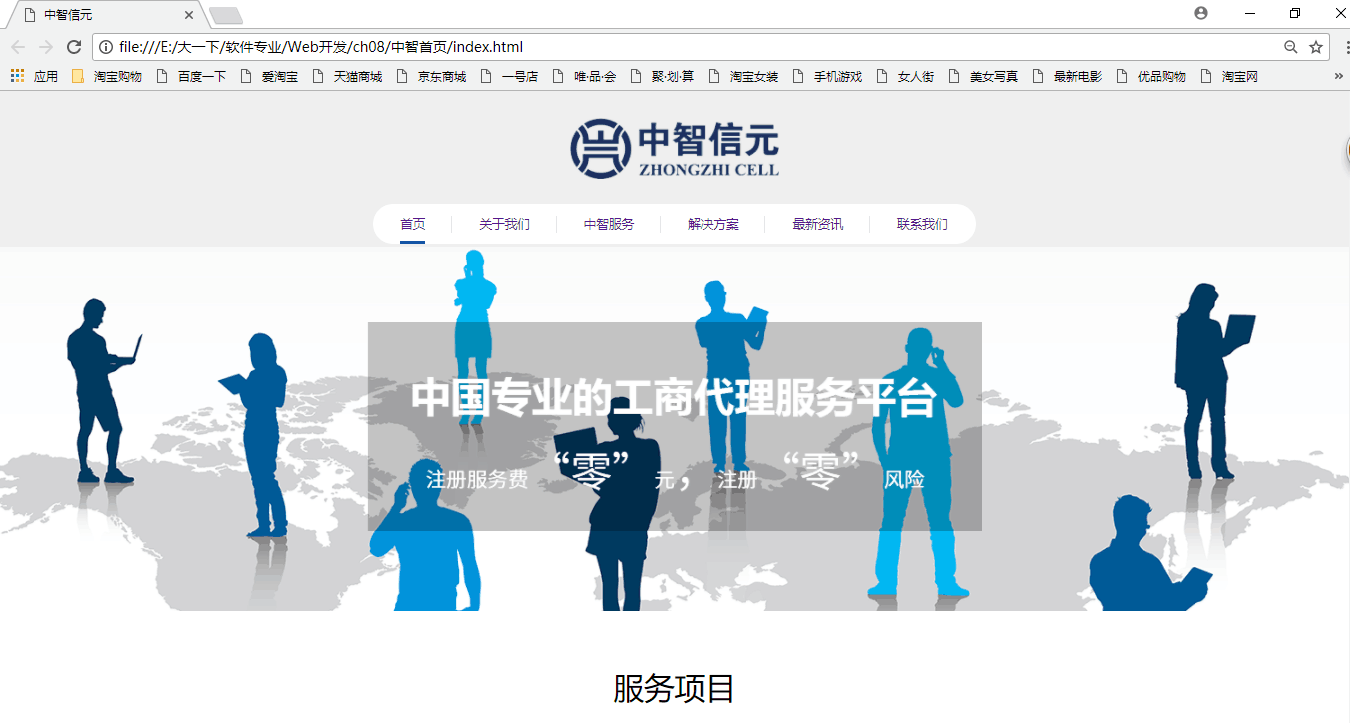 中智信元
file:///E:/大一下/软件专业/Web开发/ch08/中智首页/index.html
应用 淘宝购物 百度一下 爱淘宝 天猫商城 京东商城 一号店 唯·品·会 聚·划·算 淘宝女装 手机游戏 女人街 美女写真 最新电影 优品购物 淘宝网 »
中智信元
ZHONGZHI CELL
首页 关于我们 中智服务 解决方案 最新资讯 联系我们
中国专业的工商代理服务平台
注册服务费 “零” 元， 注册 “零” 风险
服务项目